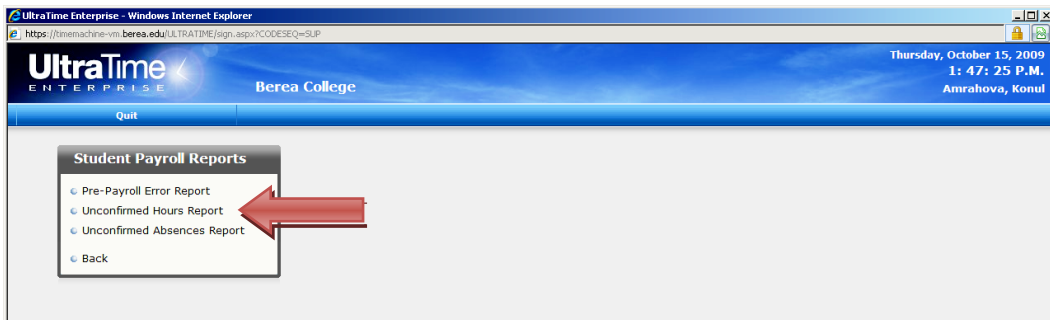 UltraTime Enterprise - Windows Internet Explorer
https://timemachine-vm.berea.edu/ULTRATIME/sign.aspx?CODESEQ=SUP
UltraTime
ENTERPRISE
Berea College
Thursday, October 15, 2009
1: 47: 25 P.M.
Amrahova, Konul
Quit
Student Payroll Reports
Pre-Payroll Error Report
Unconfirmed Hours Report
Unconfirmed Absences Report
Back